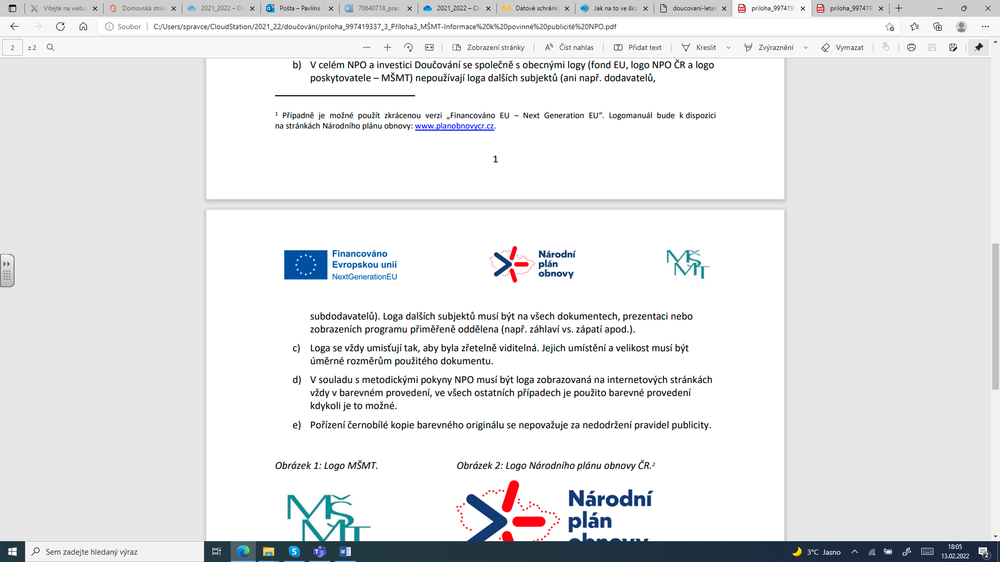 Vítejte na webo
Domovská strán
2021_2022 – On
Pošta – Pavlína
70640718_prac
2021_2022 – On
Datové schránky
Jak na to ve ško
doucovani-letak
priloha_9974193
priloha_9974193
Soubor
C:/Users/spravce/CloudStation/2021_22/doučování/priloha_997419337_3_Příloha3_MŠMT-Informace%20k%20povinné%20publicitě%20NPO.pdf
2 z 2
Zobrazení stránky
Číst nahlas
Přidat text
Kreslit
Zvýraznění
Vymazat
b) V celém NPO a investici Doučování se společně s obecnými logy (fond EU, logo NPO ČR a logo
poskytovatele – MŠMT) nepoužívají loga dalších subjektů (ani např. dodavatelů,
1 Případně je možné použít zkrácenou verzi „Financováno EU – Next Generation EU“. Logomanuál bude k dispozici
na stránkách Národního plánu obnovy: www.planobnovycr.cz.
1
Financováno
Evropskou unií
NextGenerationEU
Národní
plán
obnovy
MŠMT
subdodavatelů). Loga dalších subjektů musí být na všech dokumentech, prezentaci nebo
zobrazeních programu přiměřeně oddělena (např. záhlaví vs. zápatí apod.).
c) Loga se vždy umisťují tak, aby byla zřetelně viditelná. Jejich umístění a velikost musí být
úměrné rozměrům použitého dokumentu.
d) V souladu s metodickými pokyny NPO musí být loga zobrazovaná na internetových stránkách
vždy v barevném provedení, ve všech ostatních případech je použito barevné provedení
kdykoli je to možné.
e) Pořízení černobílé kopie barevného originálu se nepovažuje za nedodržení pravidel publicity.
Obrázek 1: Logo MŠMT.
Obrázek 2: Logo Národního plánu obnovy ČR.2
MŠMT
Národní
plán
obnovy
Sem zadejte hledaný výraz
3°C Jasno
18:05
13.02.2022
2